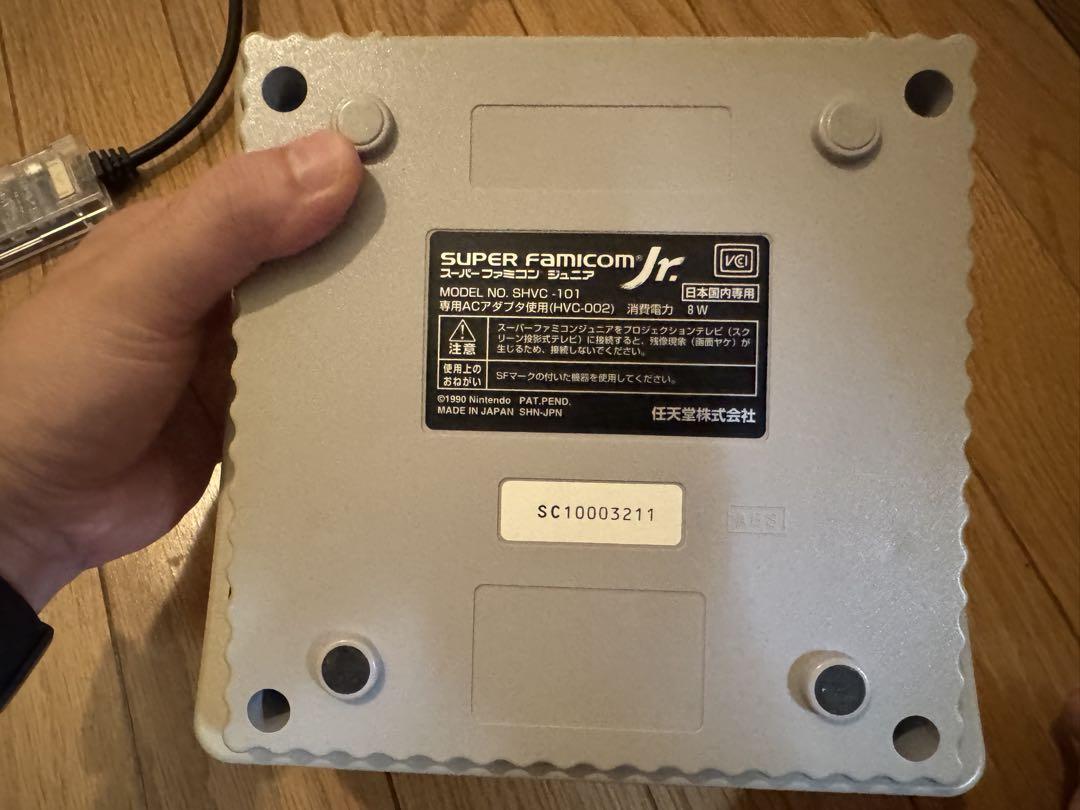 SUPER FAMICOM® Jr.
スーパーファミコン ジュニア
VCI
MODEL NO. SHVC -101
日本国内専用
専用ACアダプタ使用(HVC-002) 消費電力 8W
注意
スーパーファミコンジュニアをプロジェクションテレビ(スク
リーン投影式テレビ)に接続すると、残像現象(画面ヤケ)が
生じるため、接続しないでください。
使用上の
おねがい
SFマークの付いた機器を使用してください。
©1990 Nintendo PAT.PEND.
MADE IN JAPAN SHN-JPN
任天堂株式会社
SC10003211